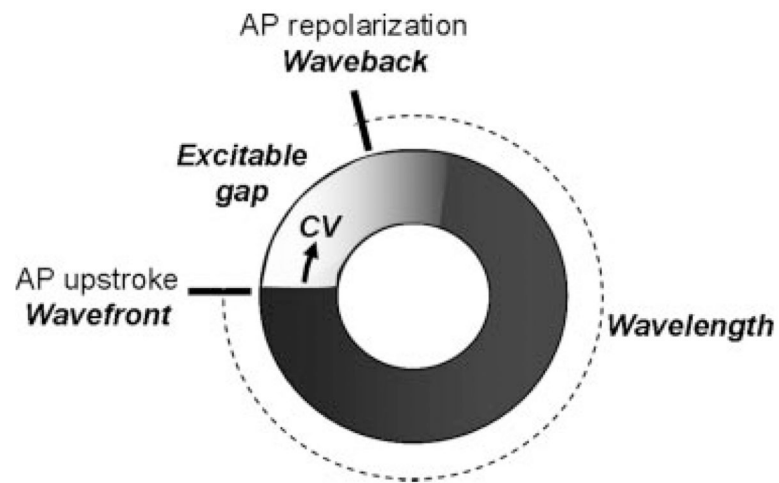 AP repolarization
Waveback
Excitable
gap
CV
AP upstroke
Wavefront
Wavelength